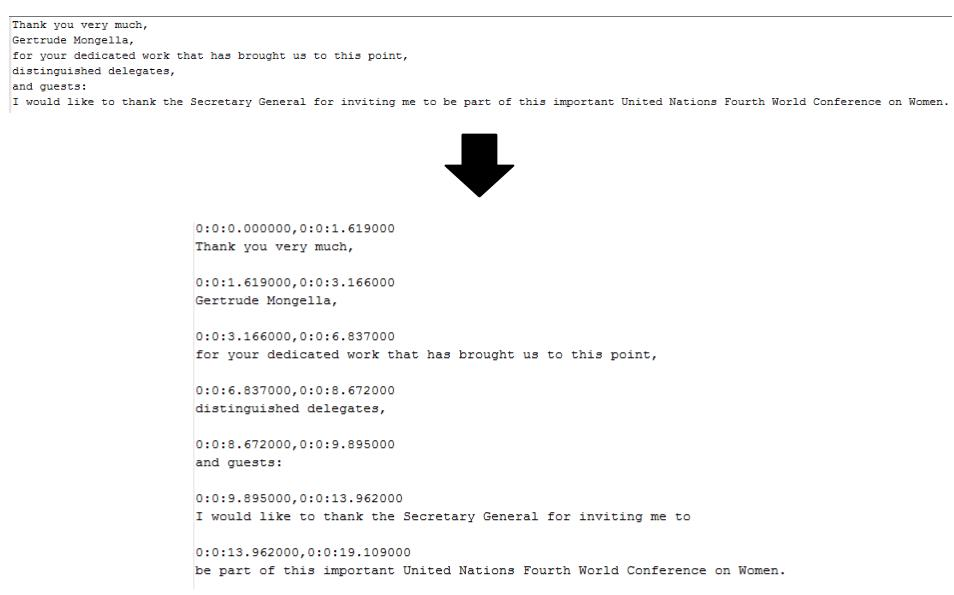 Thank you very much,
Gertrude Mongella,
for your dedicated work that has brought us to this point,
distinguished delegates,
and guests:
I would like to thank the Secretary General for inviting me to be part of this important United Nations Fourth World Conference on Women.
0:0:0.000000,0:0:1.619000
Thank you very much,
0:0:1.619000,0:0:3.166000
Gertrude Mongella,
0:0:3.166000,0:0:6.837000
for your dedicated work that has brought us to this point,
0:0:6.837000,0:0:8.672000
distinguished delegates,
0:0:8.672000,0:0:9.895000
and guests:
0:0:9.895000,0:0:13.962000
I would like to thank the Secretary General for inviting me to
0:0:13.962000,0:0:19.109000
be part of this important United Nations Fourth World Conference on Women.